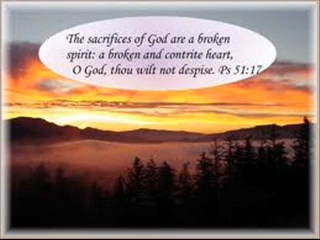 The sacrifices of God are a broken
spirit: a broken and contrite heart,
O God, thou wilt not despise. Ps 51:17